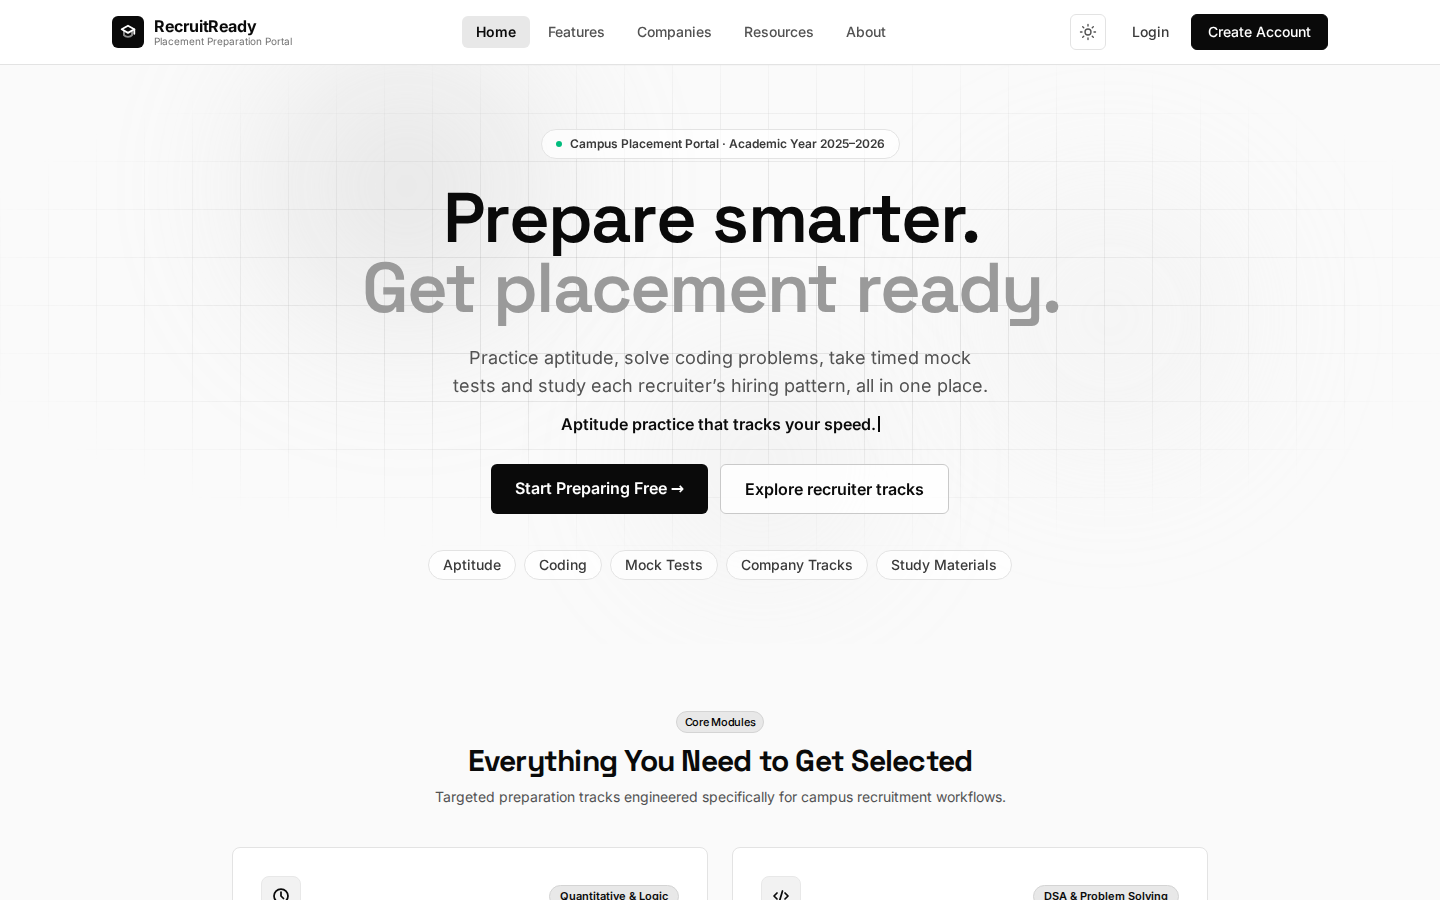 RecruitReady
Placement Preparation Portal
Home
Features
Companies
Resources
About
Login
Create Account
Campus Placement Portal · Academic Year 2025–2026
Prepare smarter.
Get placement ready.
Practice aptitude, solve coding problems, take timed mock
tests and study each recruiter’s hiring pattern, all in one place.
Aptitude practice that tracks your speed.
Start Preparing Free →
Explore recruiter tracks
Aptitude
Coding
Mock Tests
Company Tracks
Study Materials
Core Modules
Everything You Need to Get Selected
Targeted preparation tracks engineered specifically for campus recruitment workflows.
Quantitative & Logic
DSA & Problem Solving